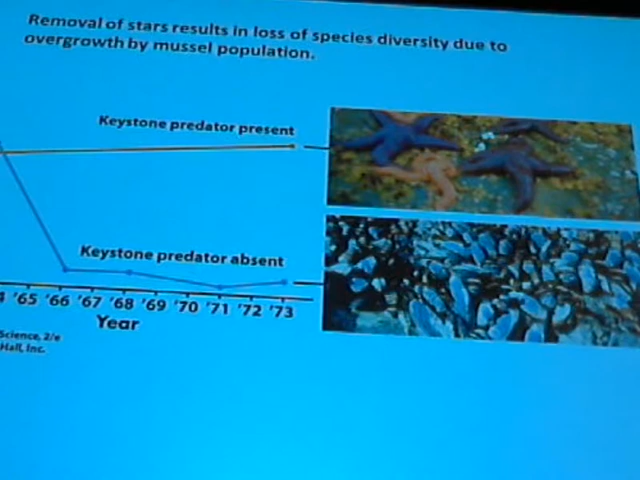 Removal of stars results in loss of species diversity due to
overgrowth by mussel population.
Keystone predator present
Keystone predator absent
4 '65 '66 '67 '68 '69 '70 '71 '72 '73
Year
Science, 2/e
Hall, Inc.